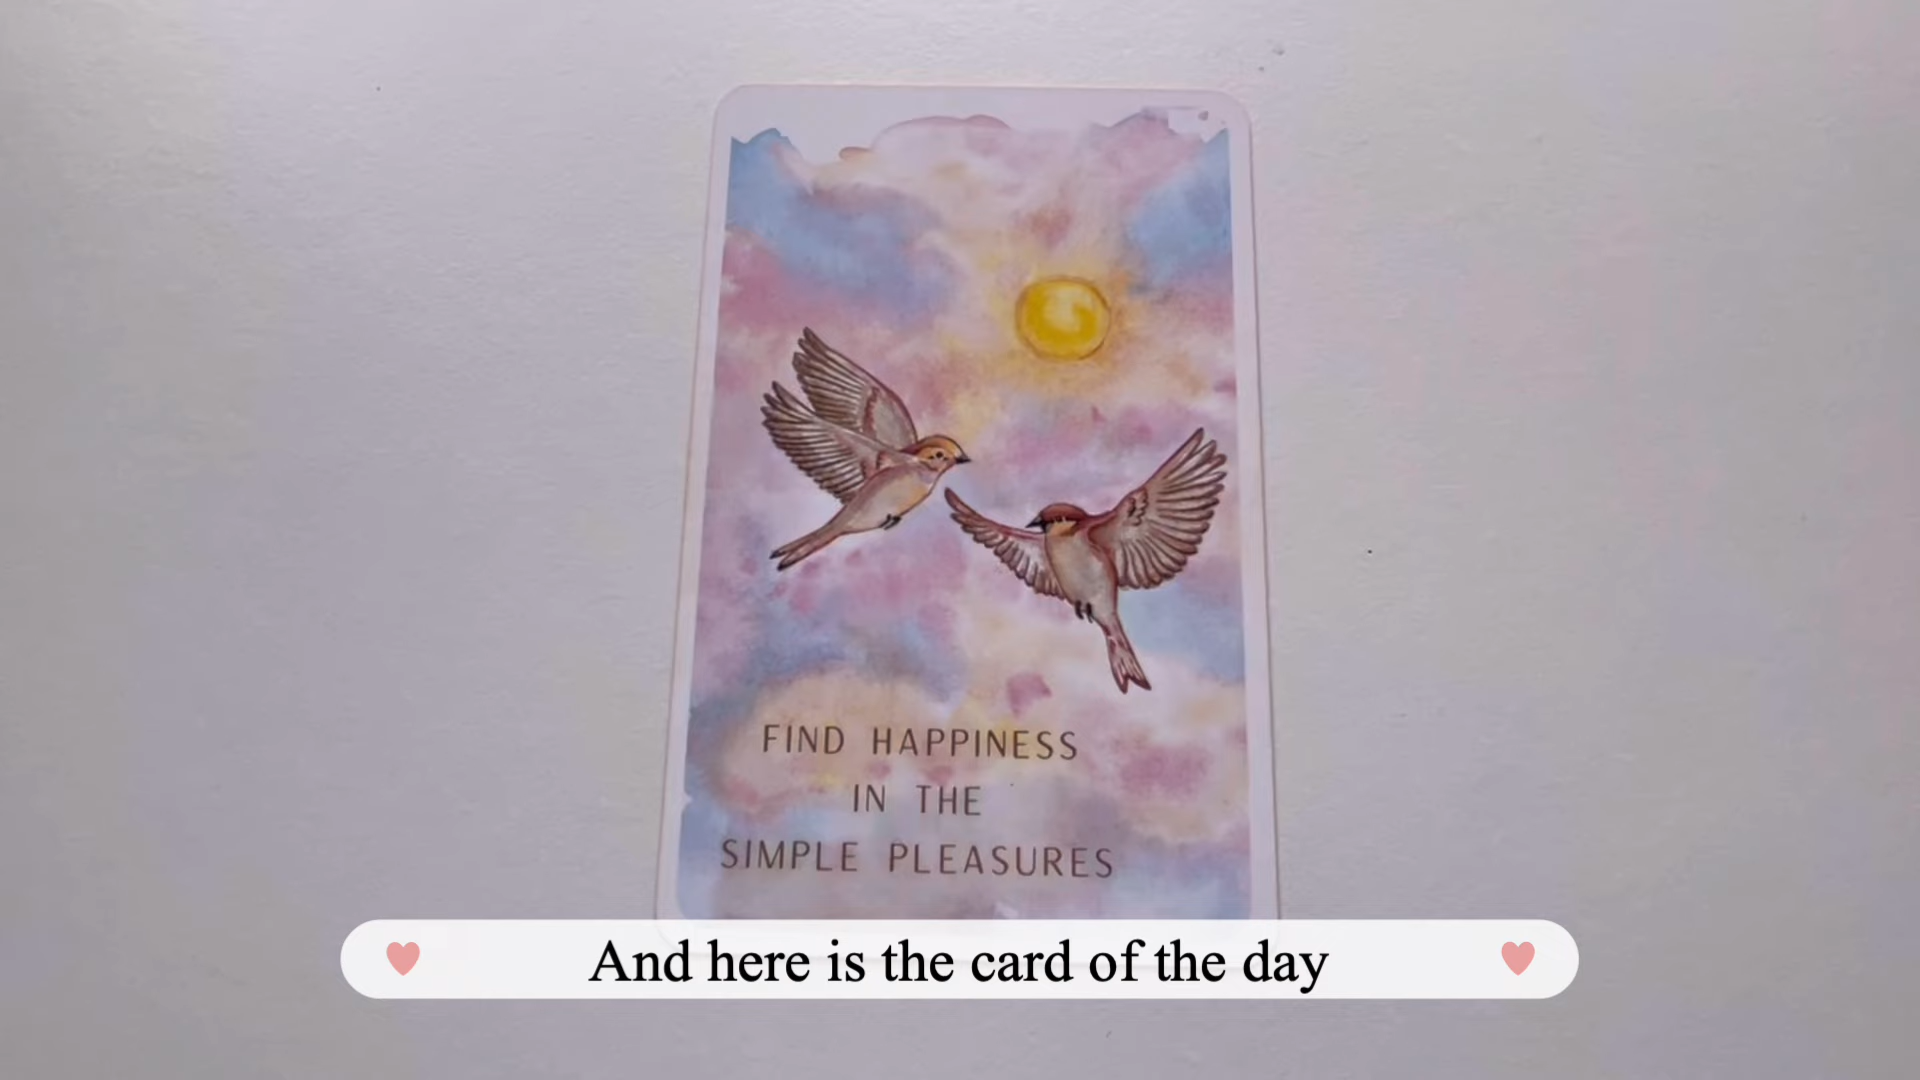 FIND HAPPINESS
IN THE
SIMPLE PLEASURES
And here is the card of the day